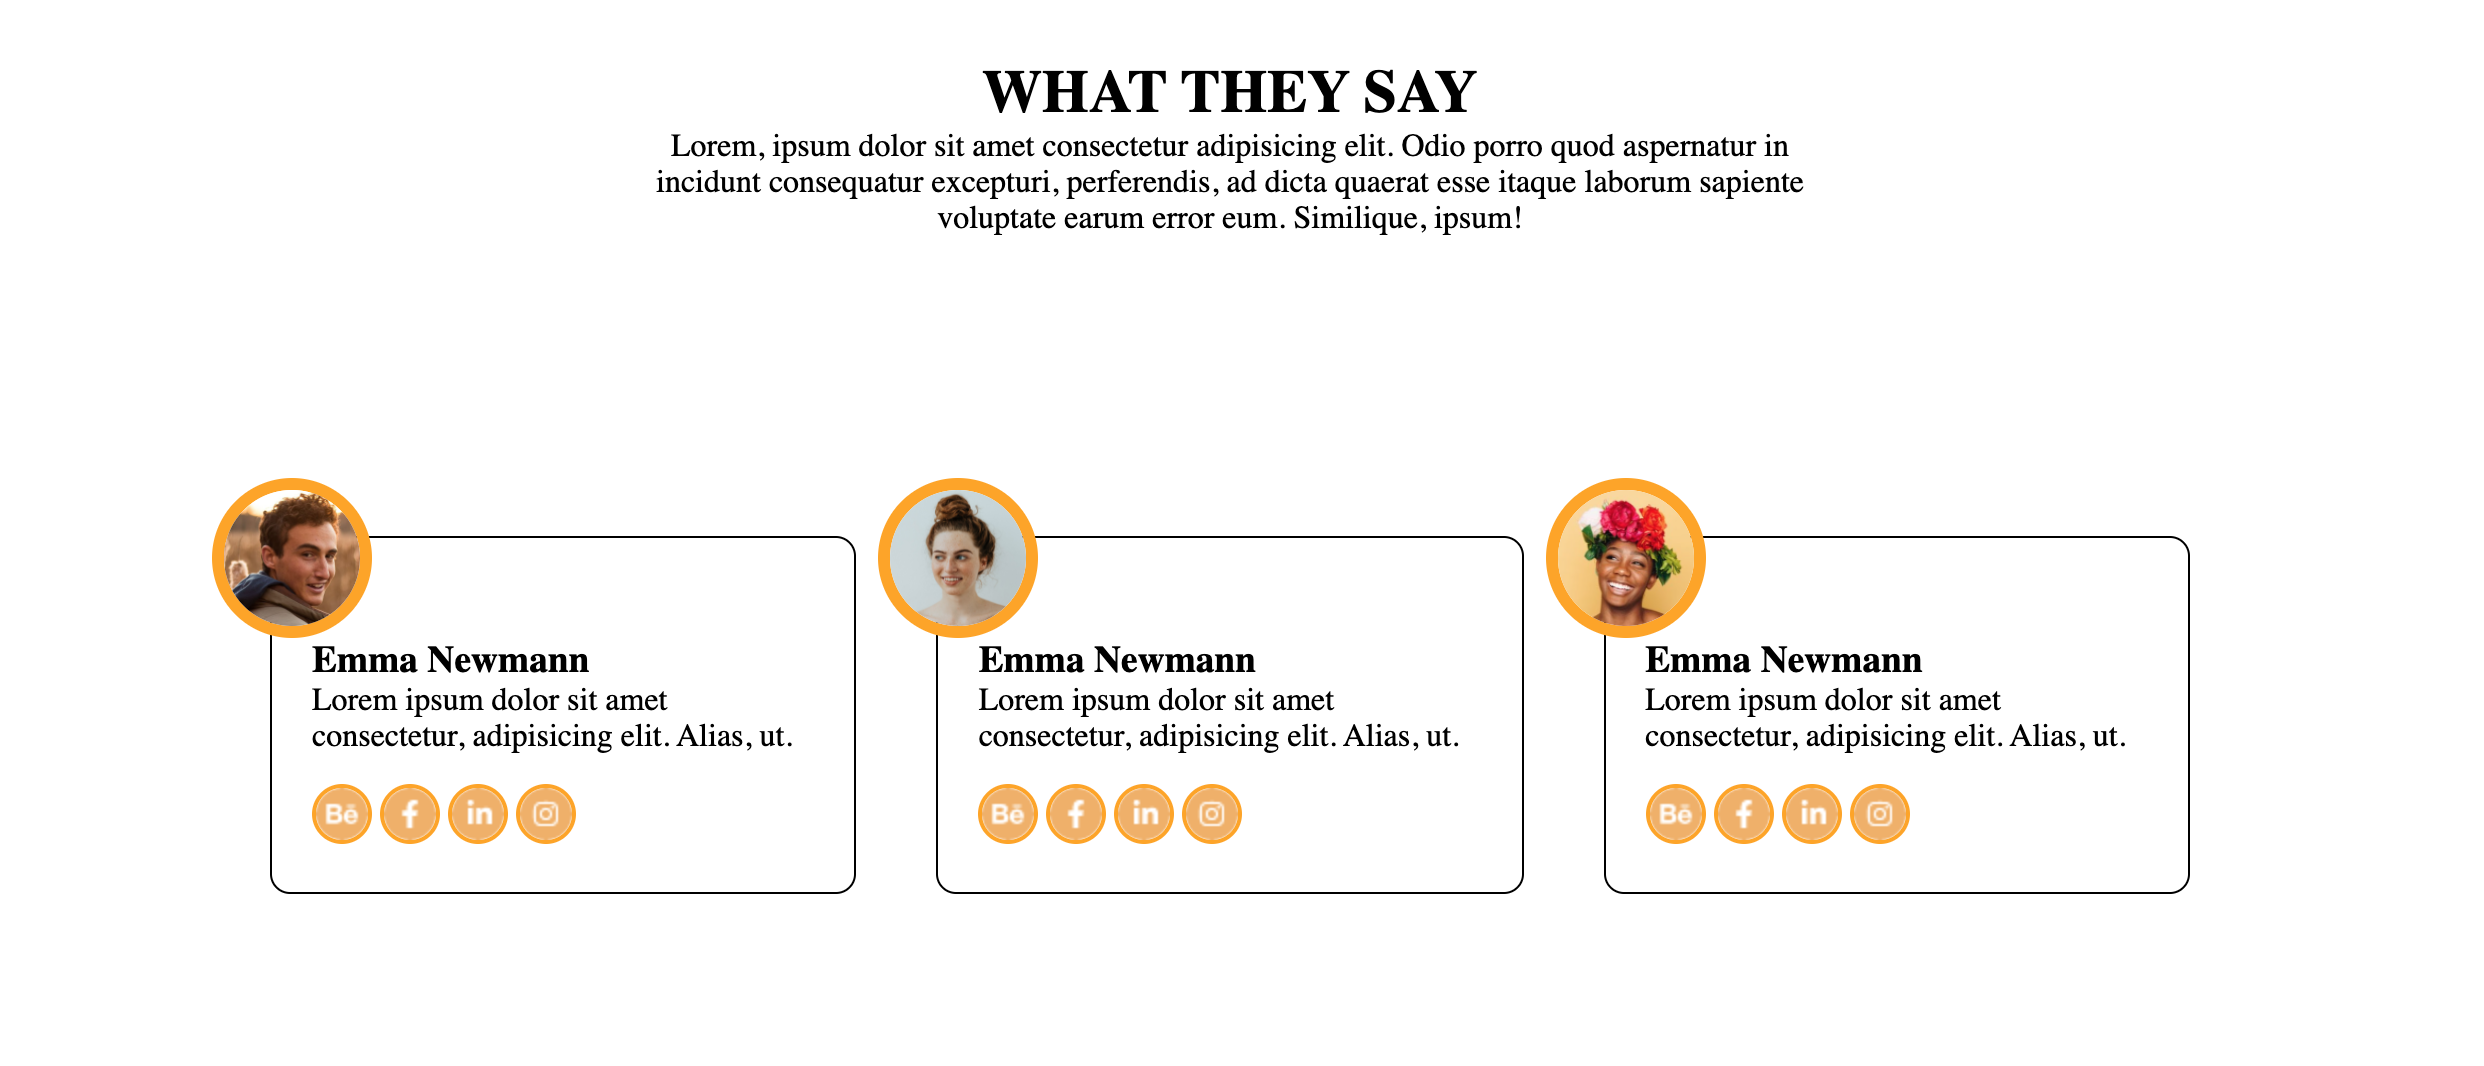 WHAT THEY SAY
Lorem, ipsum dolor sit amet consectetur adipisicing elit. Odio porro quod aspernatur in
incidunt consequatur excepturi, perferendis, ad dicta quaerat esse itaque laborum sapiente
voluptate earum error eum. Similique, ipsum!
Emma Newmann
Lorem ipsum dolor sit amet
consectetur, adipisicing elit. Alias, ut.
Bē f in
Emma Newmann
Lorem ipsum dolor sit amet
consectetur, adipisicing elit. Alias, ut.
Bē f in
Emma Newmann
Lorem ipsum dolor sit amet
consectetur, adipisicing elit. Alias, ut.
Bē f in